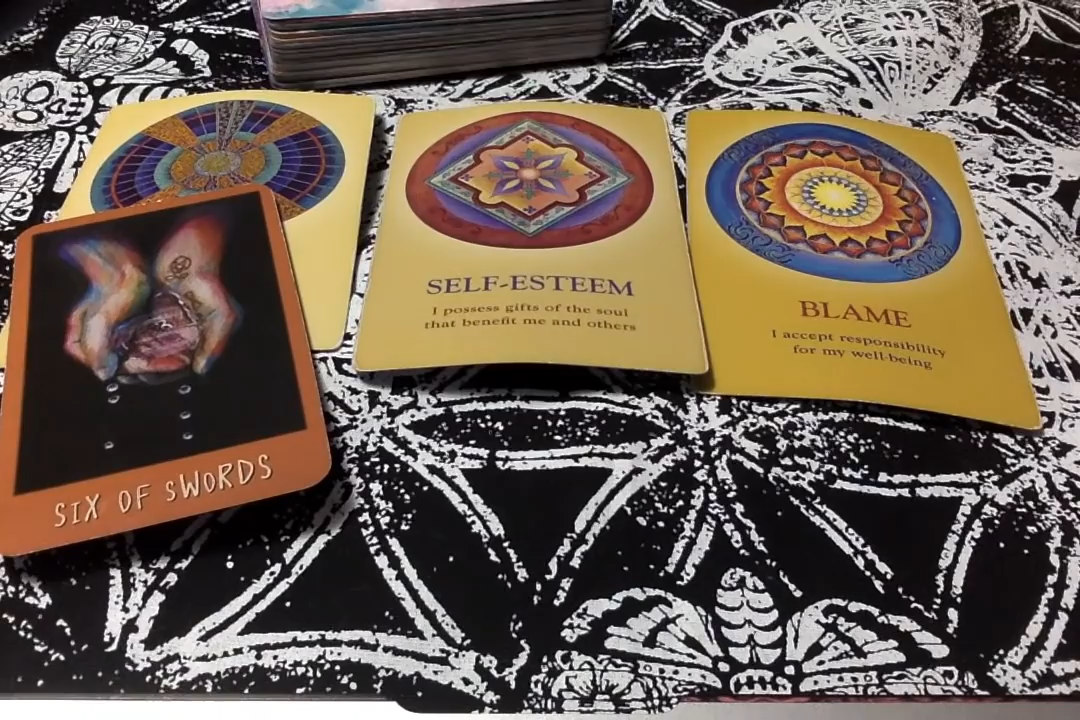 SELF-ESTEEM
I possess gifts of the soul
that benefit me and others
BLAME
I accept responsibility
for my well-being
SIX OF SWORDS